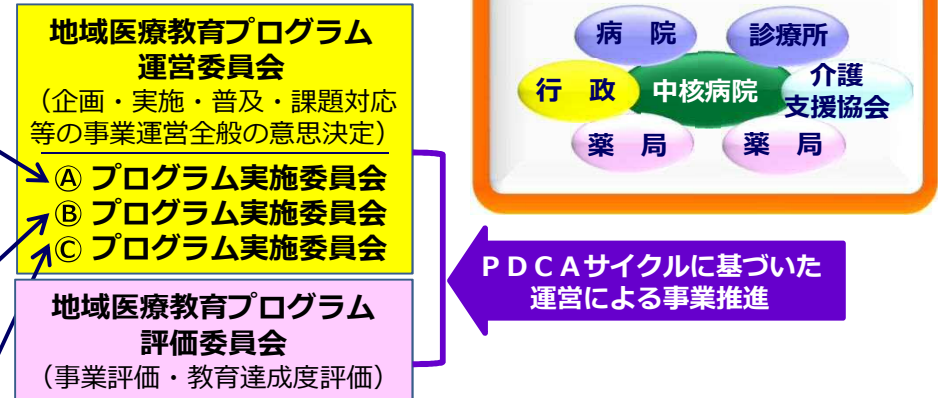 地域医療教育プログラム
運営委員会
（企画・実施・普及・課題対応
等の事業運営全般の意思決定）
Ⓐ プログラム実施委員会
Ⓑ プログラム実施委員会
Ⓒ プログラム実施委員会
地域医療教育プログラム
評価委員会
（事業評価・教育達成度評価）
病 院
診療所
行 政
中核病院
介護
支援協会
薬 局
薬 局
ＰＤＣＡサイクルに基づいた
運営による事業推進